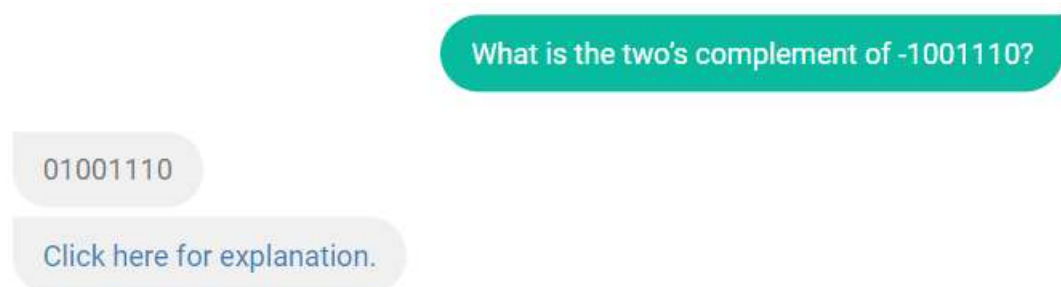 What is the two's complement of -1001110?
01001110
Click here for explanation.